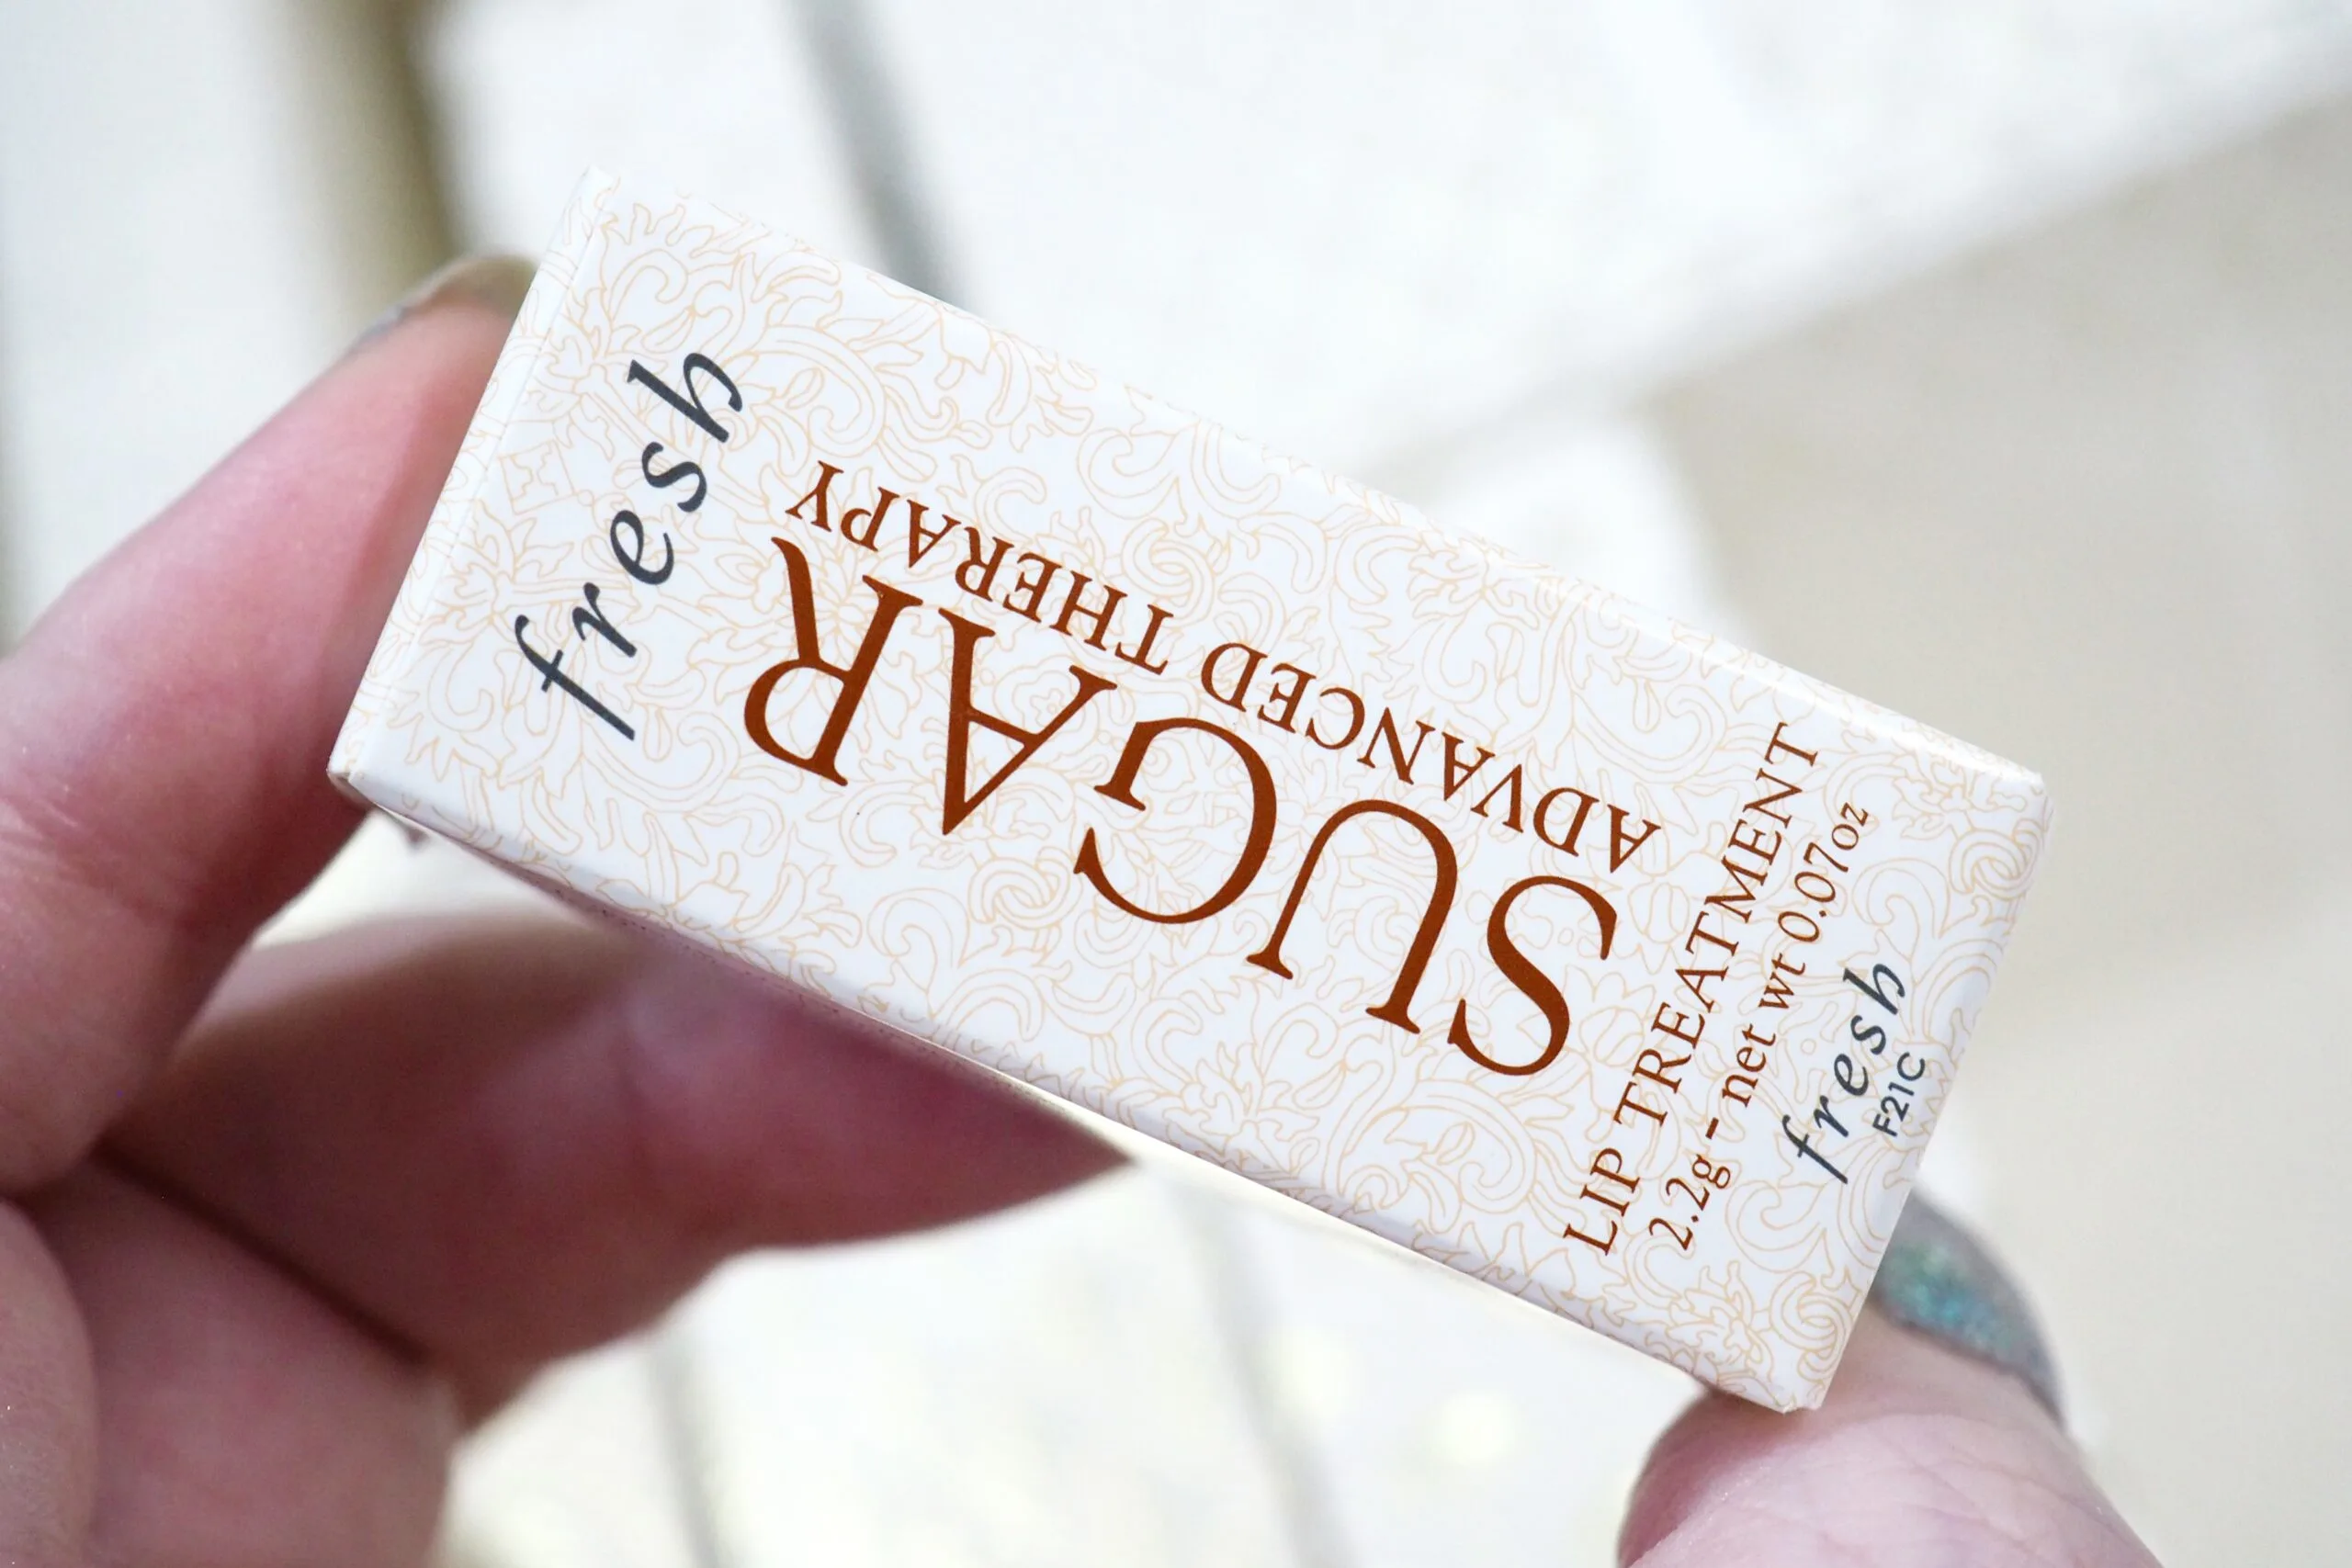 fresh
SUGAR
ADVANCED THERAPY
LIP TREATMENT
2.2g - net wt 0.07oz
fresh
F21C